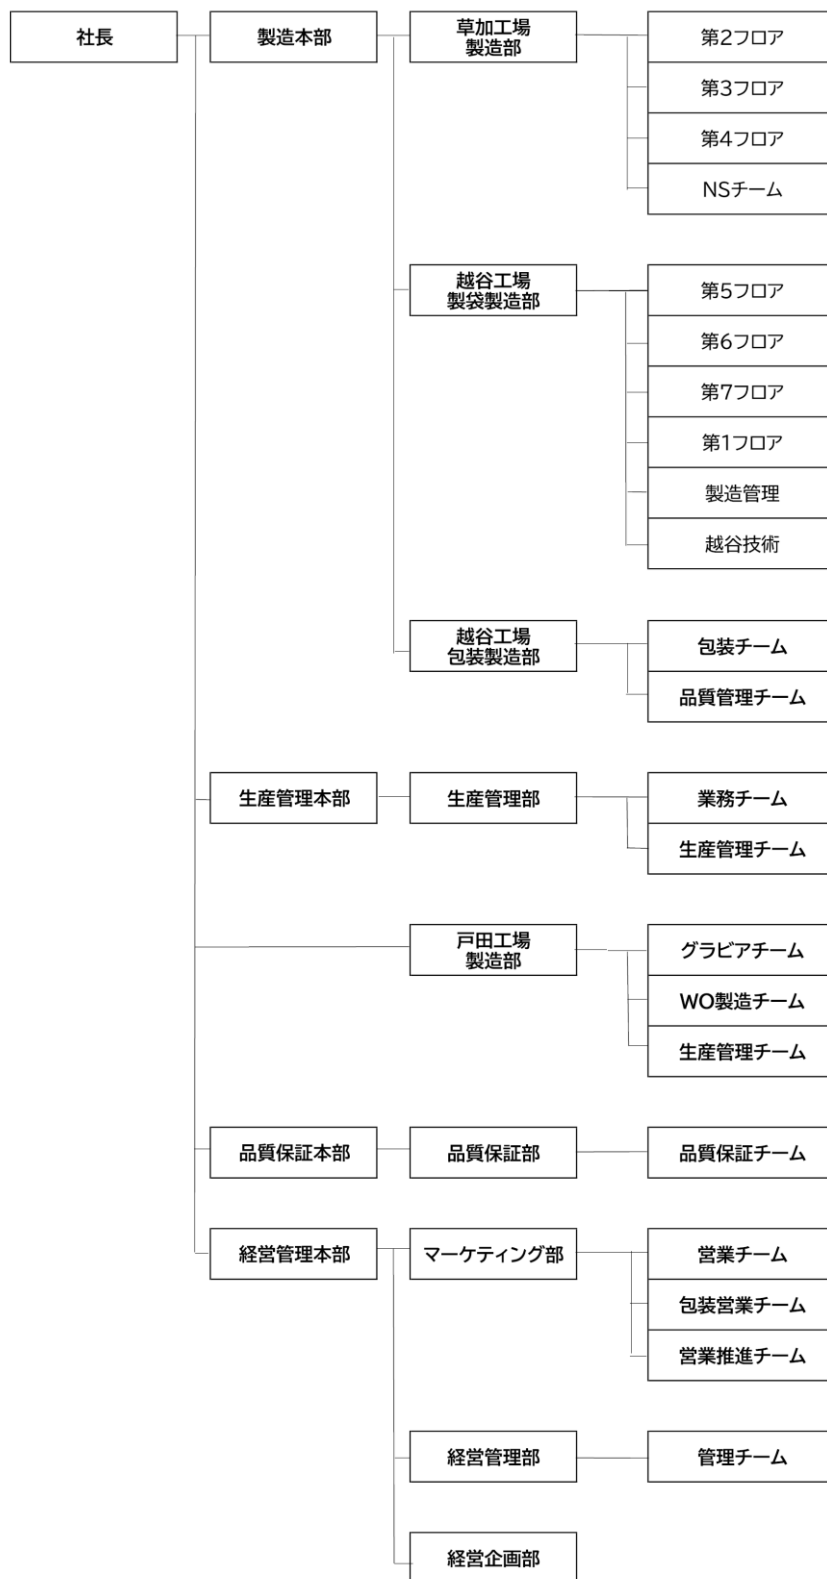 社長
製造本部
草加工場
製造部
第2フロア
第3フロア
第4フロア
NSチーム
越谷工場
製袋製造部
第5フロア
第6フロア
第7フロア
第1フロア
製造管理
越谷技術
越谷工場
包装製造部
包装チーム
品質管理チーム
生産管理本部
生産管理部
業務チーム
生産管理チーム
戸田工場
製造部
グラビアチーム
WO製造チーム
生産管理チーム
品質保証本部
品質保証部
品質保証チーム
経営管理本部
マーケティング部
営業チーム
包装営業チーム
営業推進チーム
経営管理部
管理チーム
経営企画部